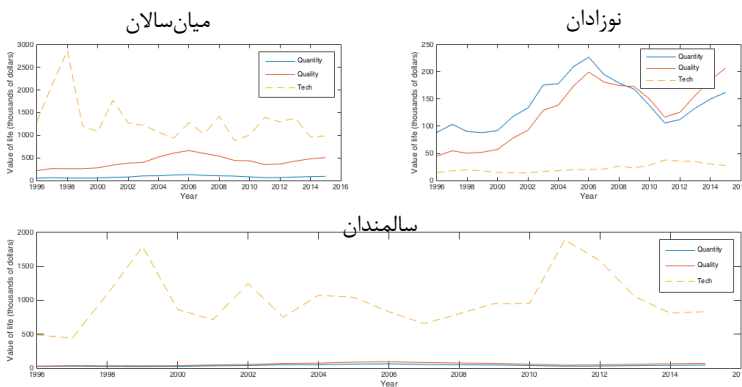 میان‌سالان
3000
2500
2000
1500
1000
500
0
Value of life (thousands of dollars)
1996 1998 2000 2002 2004 2006 2008 2010 2012 2014 2016
Year
Quantity
Quality
Tech
نوزادان
250
200
150
100
50
0
Value of life (thousands of dollars)
1996 1998 2000 2002 2004 2006 2008 2010 2012 2014 20
Year
Quantity
Quality
Tech
سالمندان
2000
1500
1000
500
0
Value of life (thousands of dollars)
1996 1998 2000 2002 2004 2006 2008 2010 2012 2014 20
Year
Quantity
Quality
Tech